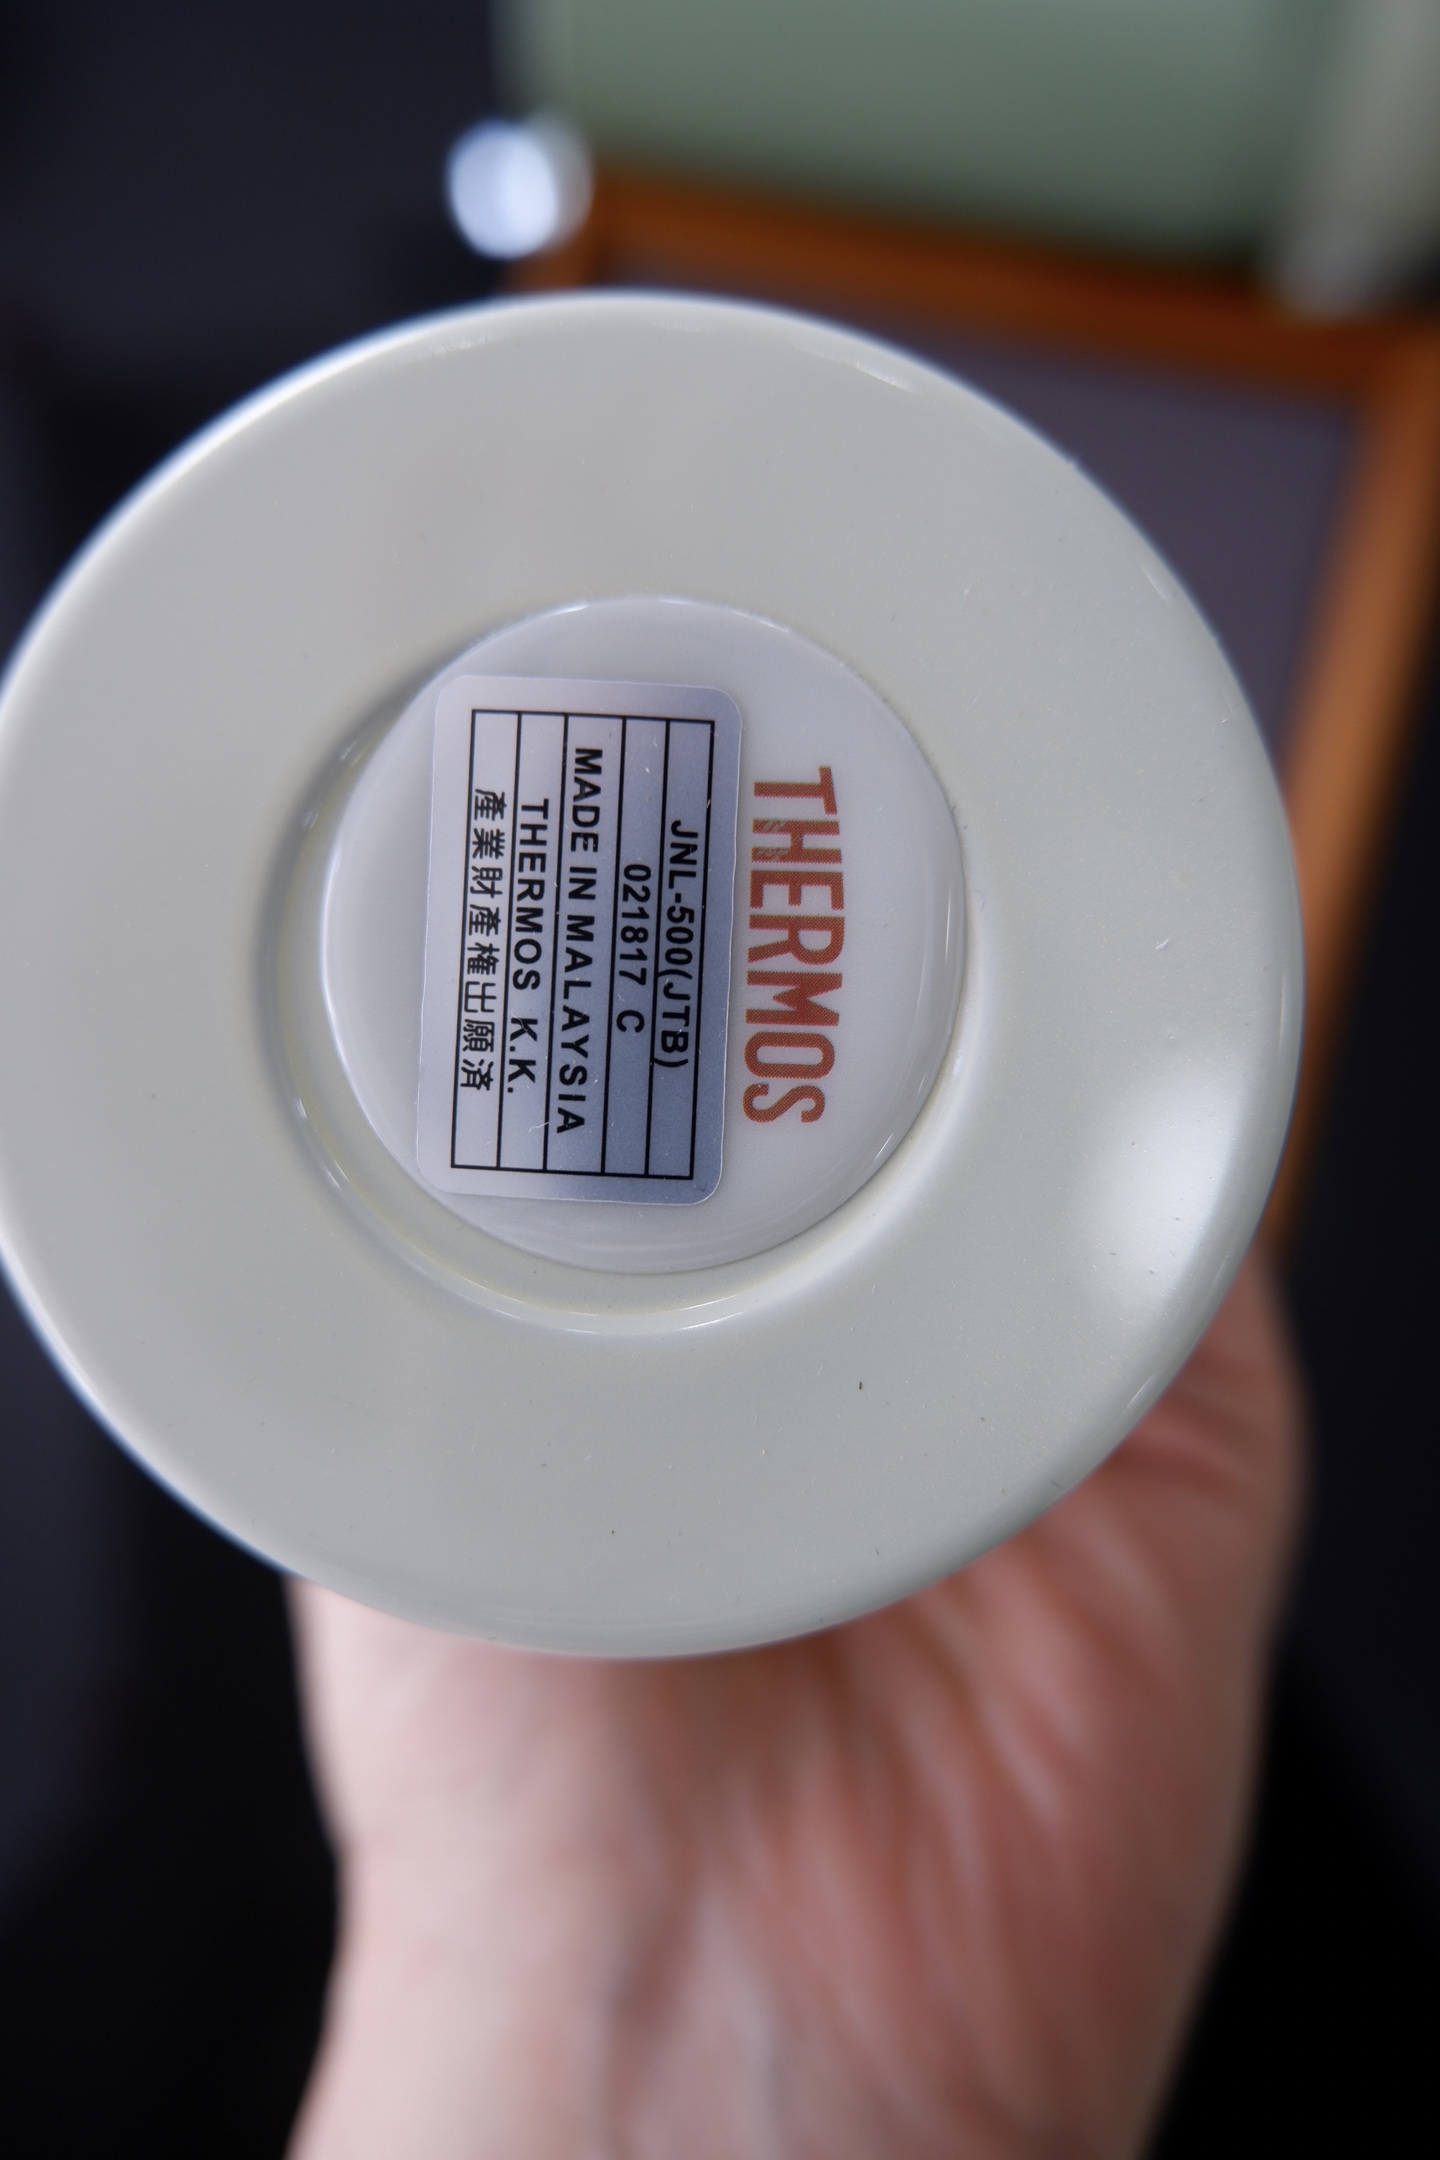 THERMOS
JNL-500(JTB)
021817 C
MADE IN MALAYSIA
THERMOS K.K.
産業財産権出願済